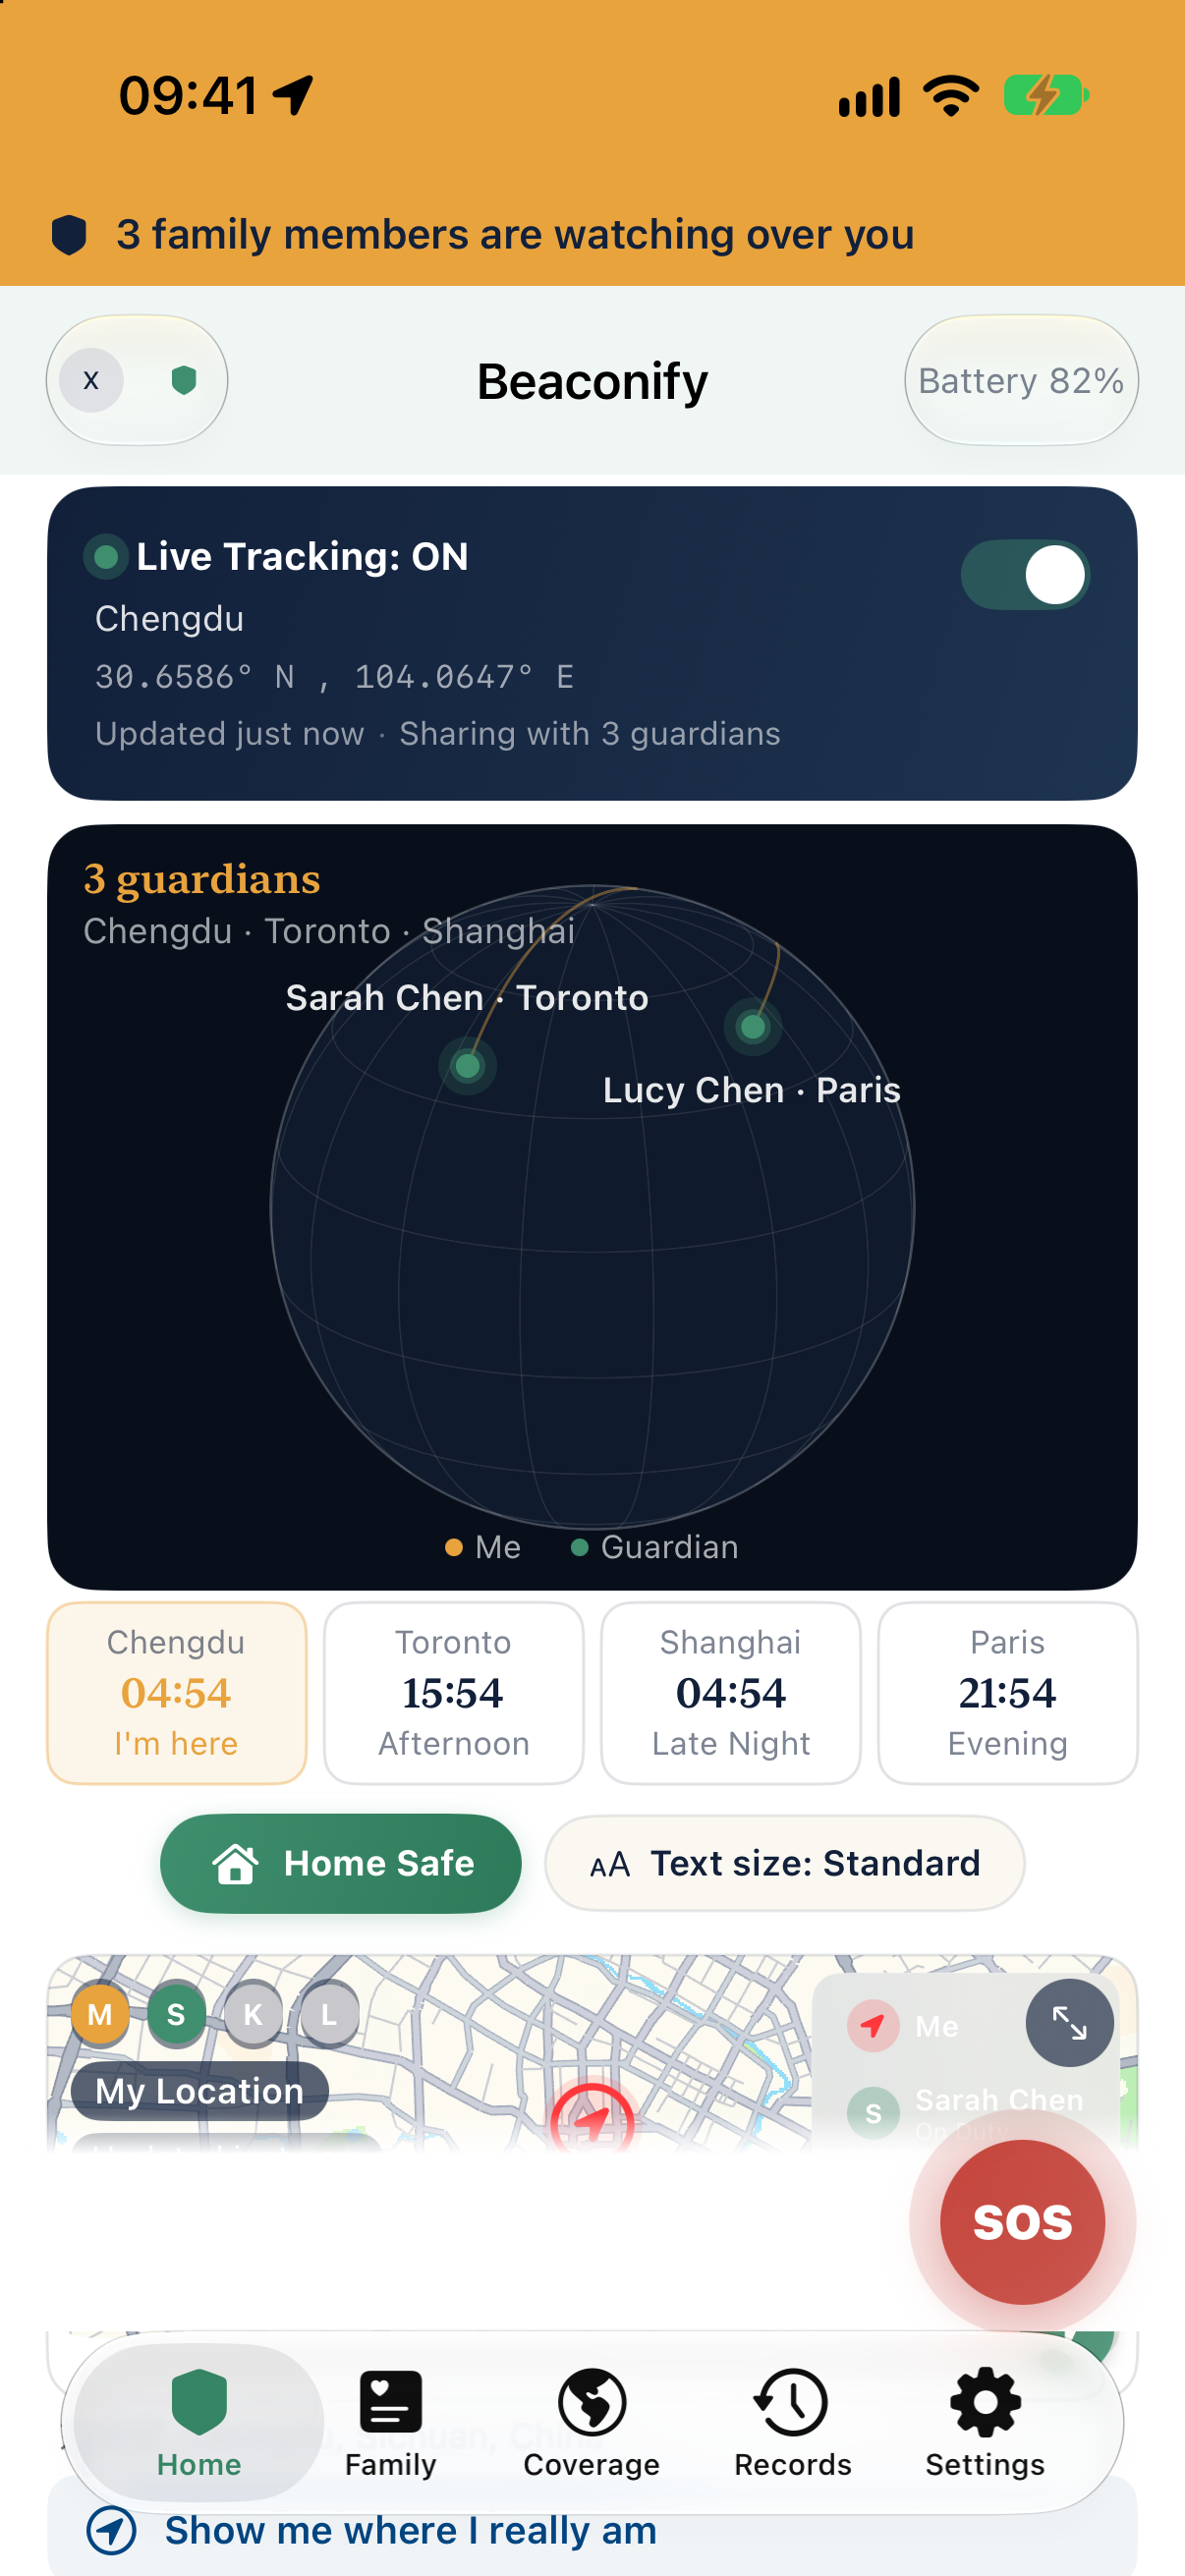 09:41
3 family members are watching over you
X
Beaconify
Battery 82%
Live Tracking: ON
Chengdu
30.6586° N , 104.0647° E
Updated just now · Sharing with 3 guardians
3 guardians
Chengdu · Toronto · Shanghai
Sarah Chen · Toronto
Lucy Chen · Paris
Me
Guardian
Chengdu
04:54
I'm here
Toronto
15:54
Afternoon
Shanghai
04:54
Late Night
Paris
21:54
Evening
Home Safe
AA Text size: Standard
M S K L
Me
My Location
S Sarah Chen
On Duty
SOS
Sichuan, China
Home
Family
Coverage
Records
Settings
Show me where I really am